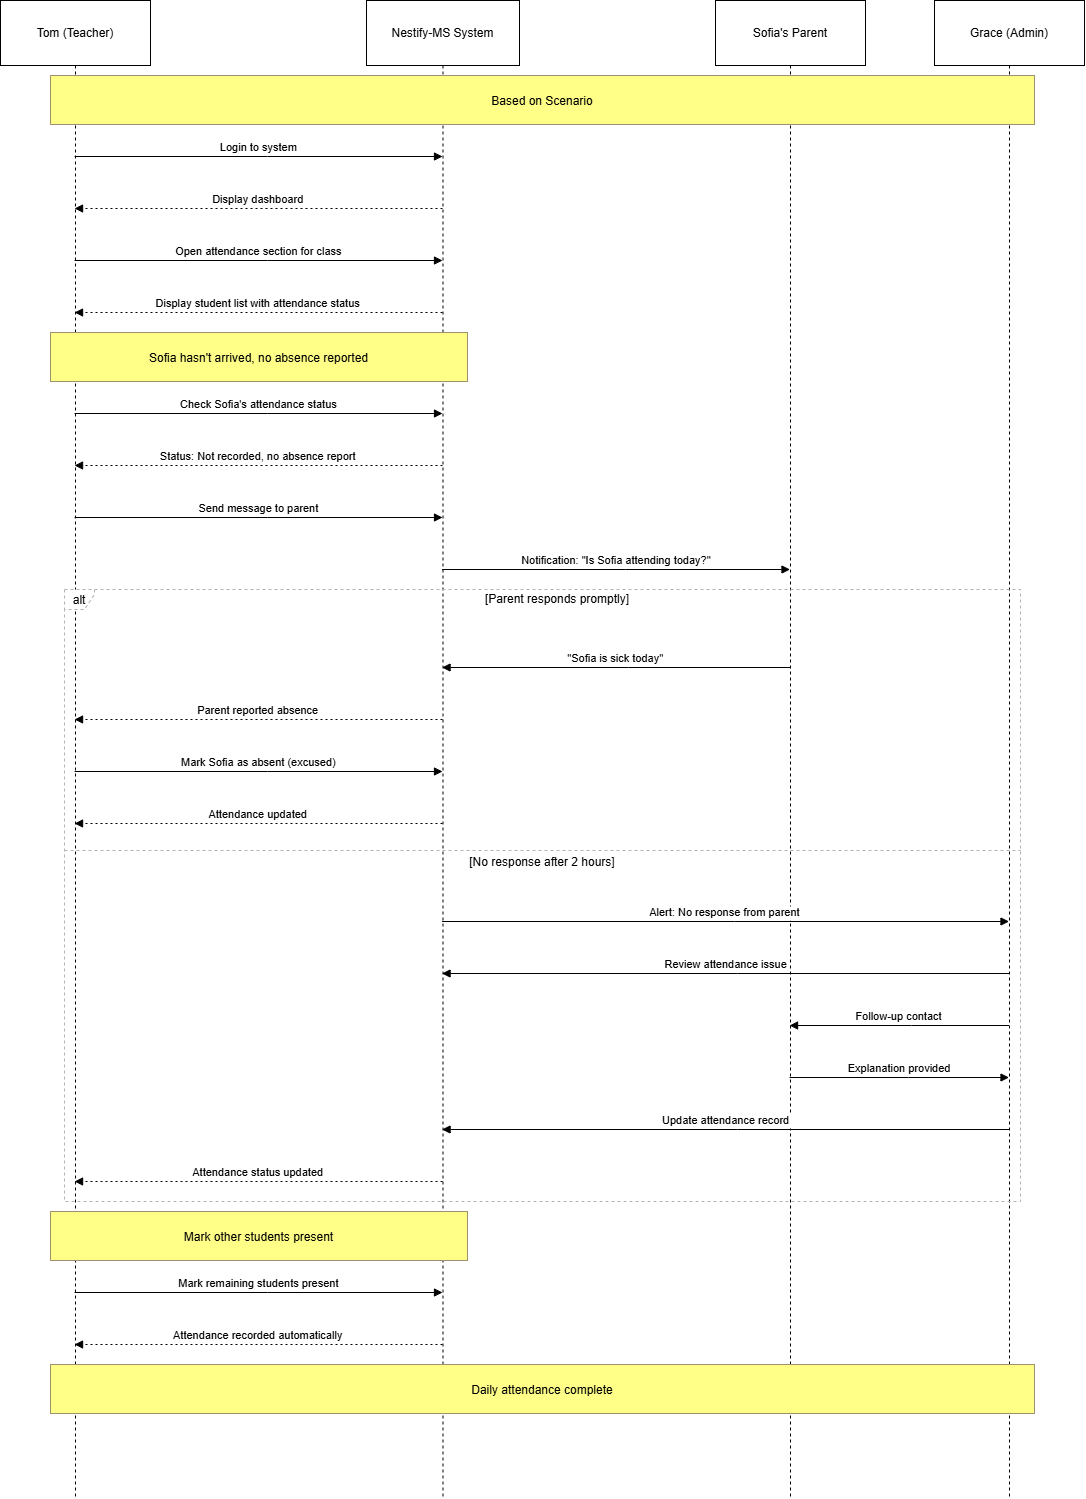 Tom (Teacher)
Nestify-MS System
Sofia's Parent
Grace (Admin)
Based on Scenario
Login to system
Display dashboard
Open attendance section for class
Display student list with attendance status
Sofia hasn't arrived, no absence reported
Check Sofia's attendance status
Status: Not recorded, no absence report
Send message to parent
Notification: "Is Sofia attending today?"
alt
[Parent responds promptly]
"Sofia is sick today"
Parent reported absence
Mark Sofia as absent (excused)
Attendance updated
[No response after 2 hours]
Alert: No response from parent
Review attendance issue
Follow-up contact
Explanation provided
Update attendance record
Attendance status updated
Mark other students present
Mark remaining students present
Attendance recorded automatically
Daily attendance complete